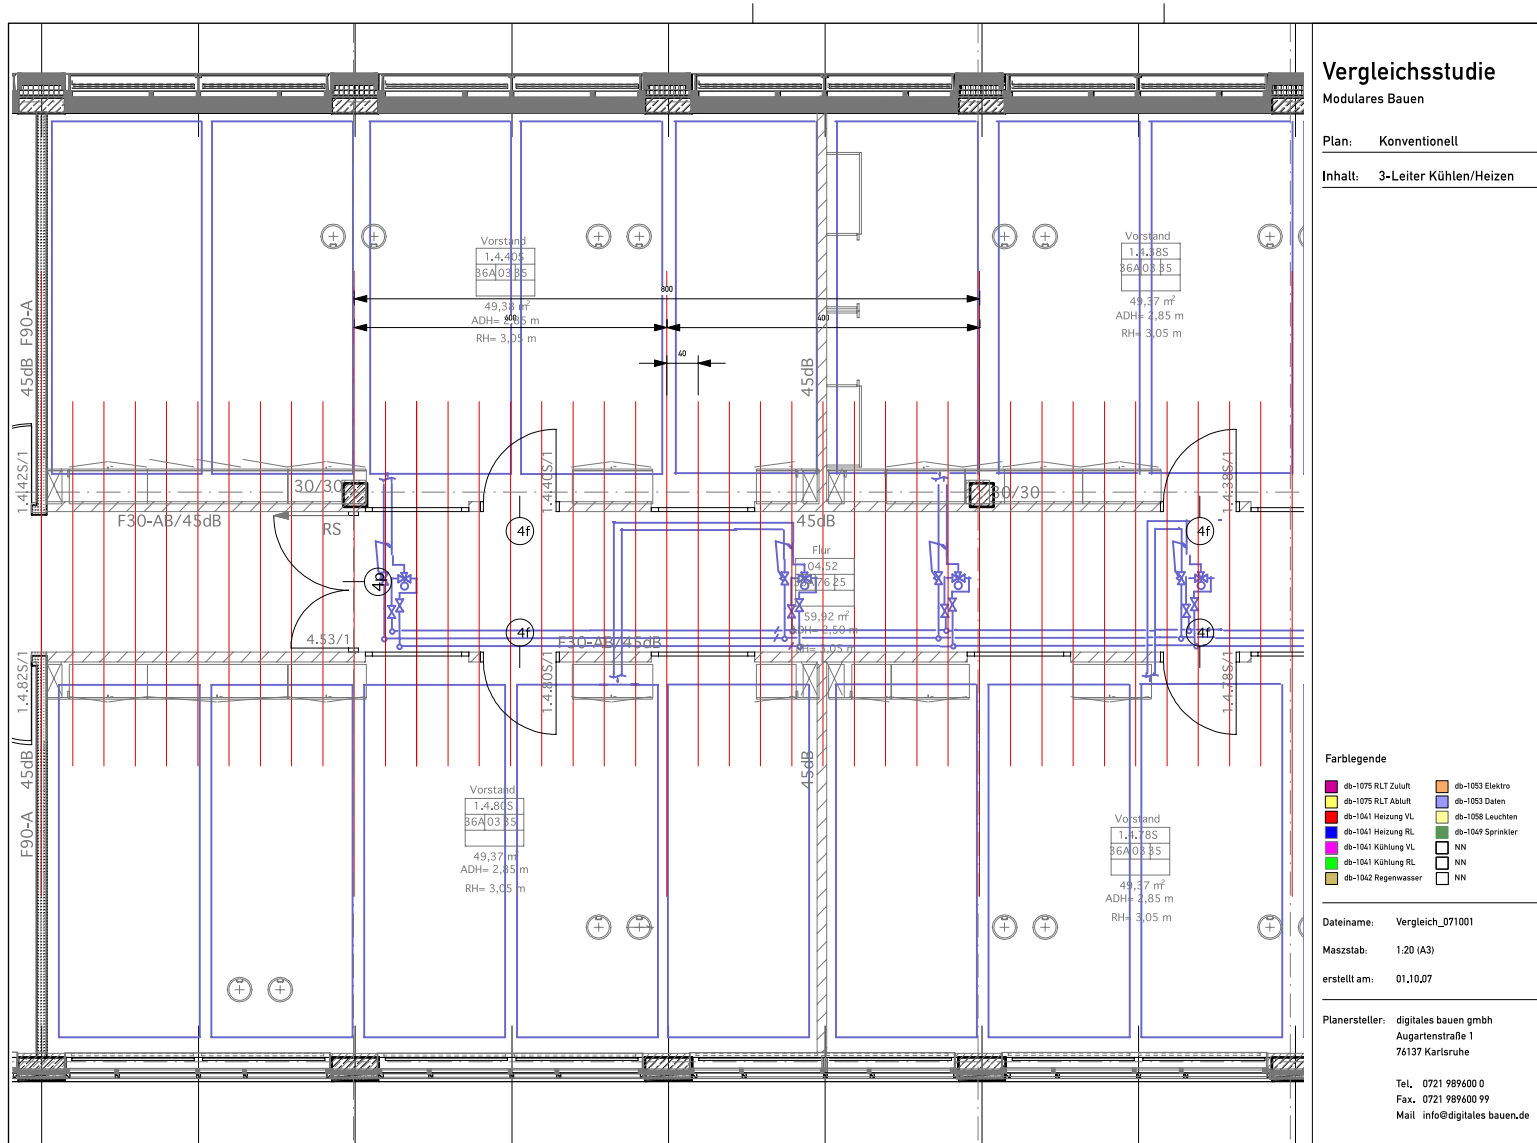 Vergleichsstudie
Modulares Bauen
Plan: Konventionell
Inhalt: 3-Leiter Kühlen/Heizen
Vorstand
1.4.40S
36A 03 35
49,38 m²
ADH= 2,85 m
RH= 3,05 m
Vorstand
1.4.38S
36A 03 35
49,37 m²
ADH= 2,85 m
RH= 3,05 m
800
400
40
F90-A
45dB
45dB
1.4.42S/1
1.4.40S/1
1.4.38S/1
30/30
30/30
F30-AB/45dB
RS
45dB
4f
4f
4p
Flur
04.52
59,92 m²
4.53/1
4f
F30-AB/45dB
4f
1.4.82S/1
1.4.80S/1
1.4.78S/1
45dB
45dB
F90-A
Vorstand
1.4.80S
36A 03 35
49,37 m²
ADH= 2,85 m
RH= 3,05 m
Vorstand
1.4.78S
36A 03 35
49,37 m²
ADH= 2,85 m
RH= 3,05 m
Farblegende
db-1075 RLT Zuluft db-1053 Elektro
db-1075 RLT Abluft db-1053 Daten
db-1041 Heizung VL db-1058 Leuchten
db-1041 Heizung RL db-1049 Sprinkler
db-1041 Kühlung VL NN
db-1041 Kühlung RL NN
db-1042 Regenwasser NN
Dateiname: Vergleich_071001
Maszstab: 1:20 (A3)
erstellt am: 01.10.07
Planersteller: digitales bauen gmbh
Augartenstraße 1
76137 Karlsruhe
Tel. 0721 989600 0
Fax. 0721 989600 99
Mail info@digitales bauen.de